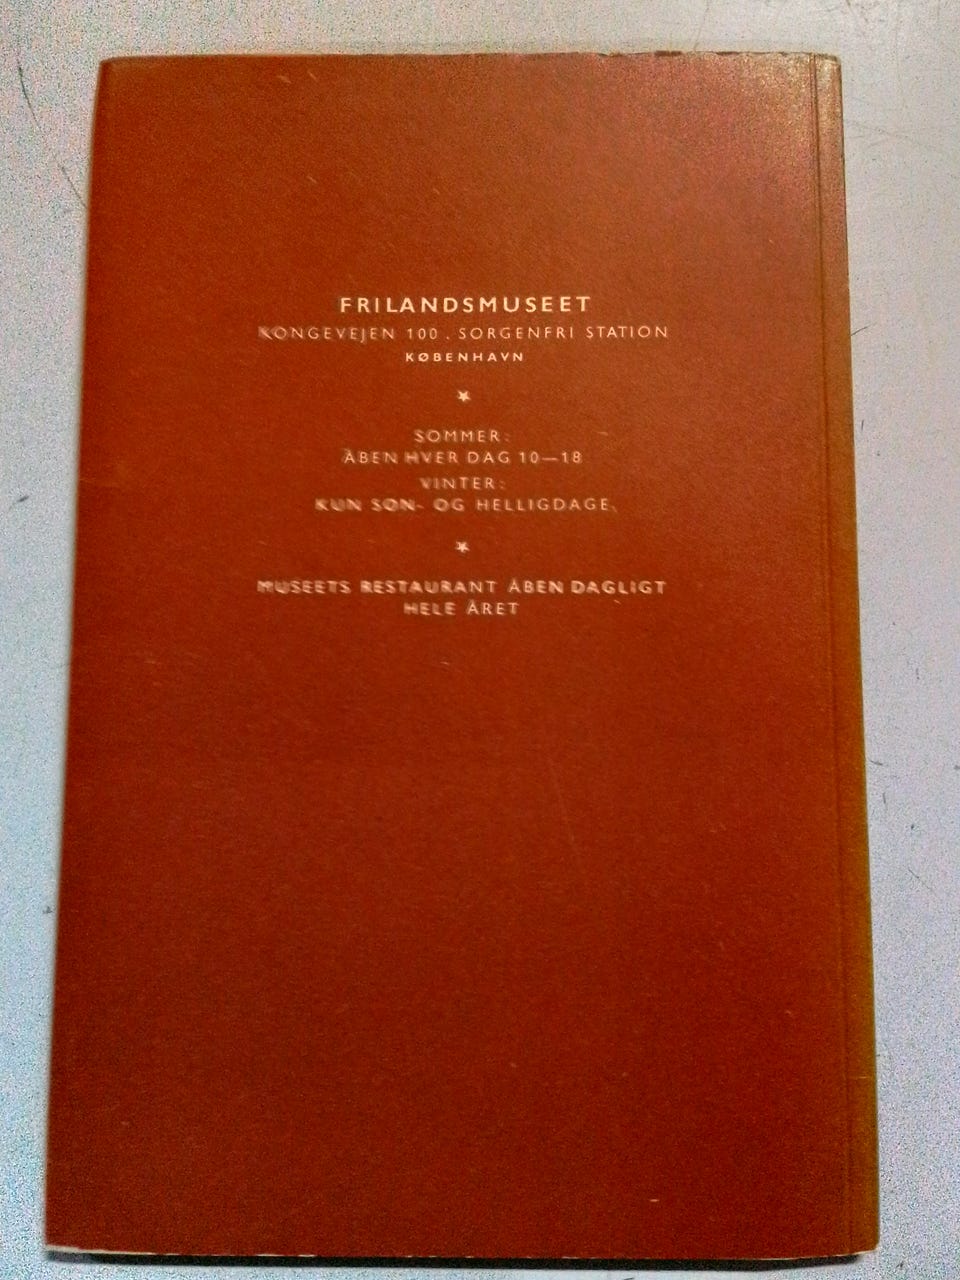 FRILANDSMUSEET
KONGEVEJEN 100 . SORGENFRI STATION
KØBENHAVN
SOMMER:
ÅBEN HVER DAG 10—18
VINTER:
KUN SØN- OG HELLIGDAGE
MUSEETS RESTAURANT ÅBEN DAGLIGT
HELE ÅRET